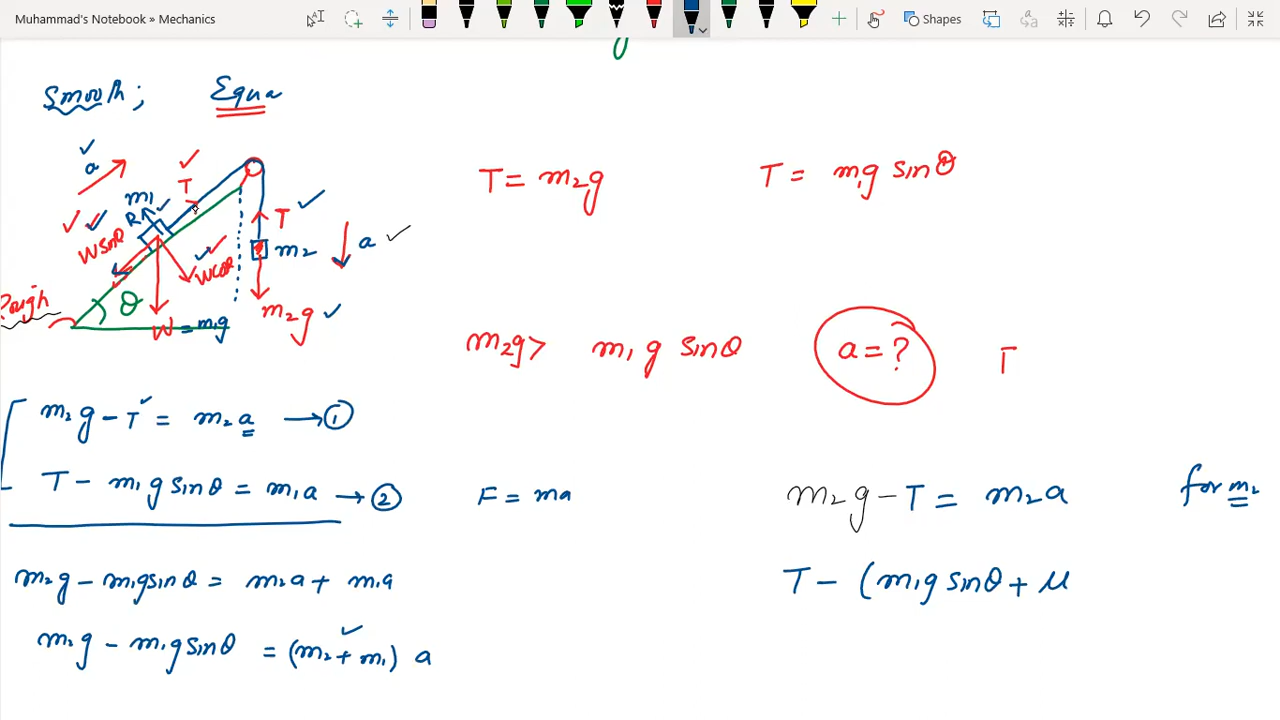 Muhammad's Notebook » Mechanics
Shapes
Smooth; Equa
T = m2g
T = m1g sinθ
a
T
m1
R
Wsinθ
Wcosθ
T
m2
a
Rough
θ
W = m1g
m2g
m2g > m1g sinθ
a = ?
T
m2g - T = m2a → ①
T - m1g sinθ = m1a → ②
F = ma
m2g - T = m2a
for m2
m2g - m1g sinθ = m2a + m1a
T - (m1g sinθ + μ
m2g - m1g sinθ = (m2 + m1) a